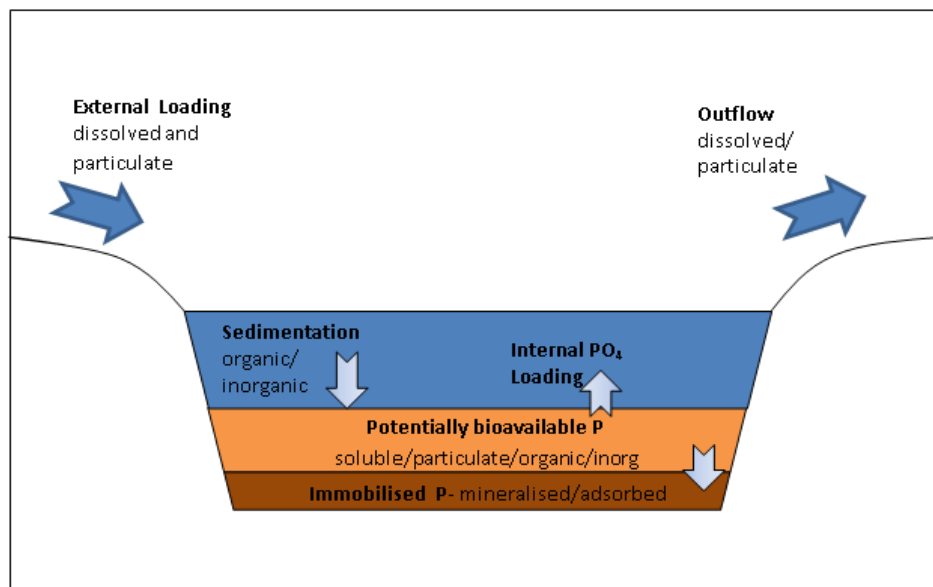 External Loading
dissolved and
particulate
Outflow
dissolved/
particulate
Sedimentation
organic/
inorganic
Internal PO₄
Loading
Potentially bioavailable P
soluble/particulate/organic/inorg
Immobilised P- mineralised/adsorbed